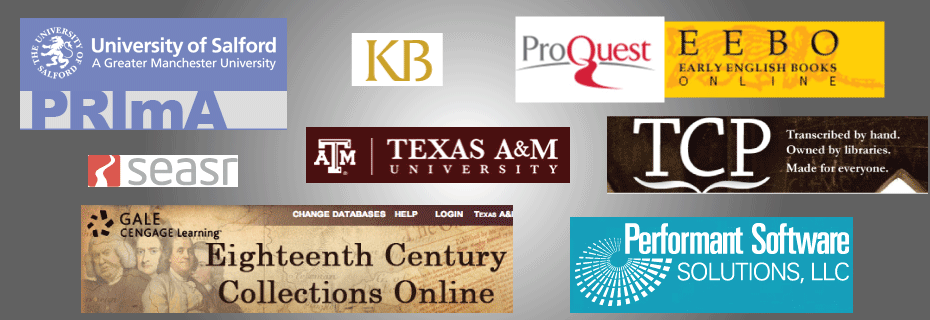 THE UNIVERSITY OF SALFORD
University of Salford
A Greater Manchester University
PRImA
KB
ProQuest
EEBO
EARLY ENGLISH BOOKS
ONLINE
seasr
ATM
TEXAS A&M
UNIVERSITY
TCP
Transcribed by hand.
Owned by libraries.
Made for everyone.
GALE
CENGAGE Learning
CHANGE DATABASES HELP LOGIN TEXAS A&M
Eighteenth Century
Collections Online
Performant Software
SOLUTIONS, LLC